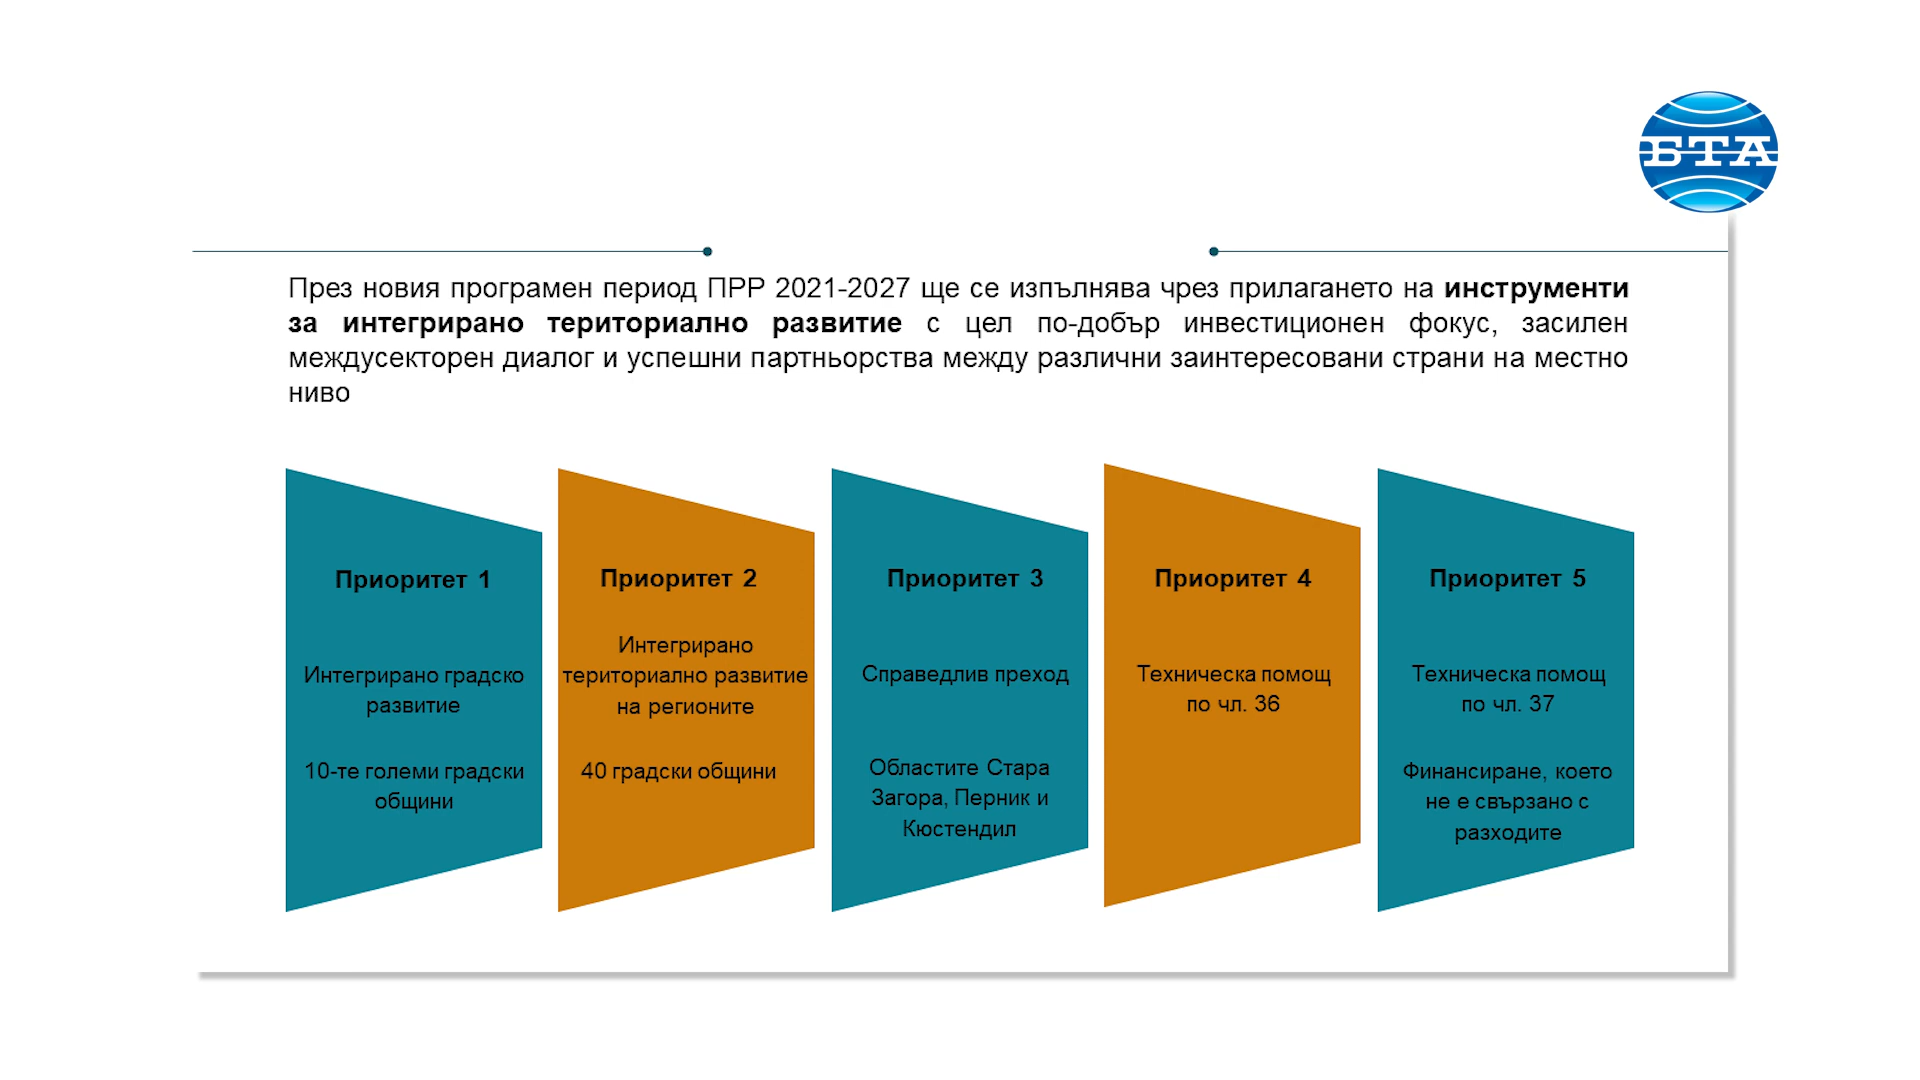 БТА
През новия програмен период ПРР 2021-2027 ще се изпълнява чрез прилагането на инструменти
за интегрирано териториално развитие с цел по-добър инвестиционен фокус, засилен
междусекторен диалог и успешни партньорства между различни заинтересовани страни на местно
ниво
Приоритет 1
Интегрирано градско
развитие
10-те големи градски
общини
Приоритет 2
Интегрирано
териториално развитие
на регионите
40 градски общини
Приоритет 3
Справедлив преход
Областите Стара
Загора, Перник и
Кюстендил
Приоритет 4
Техническа помощ
по чл. 36
Приоритет 5
Техническа помощ
по чл. 37
Финансиране, което
не е свързано с
разходите